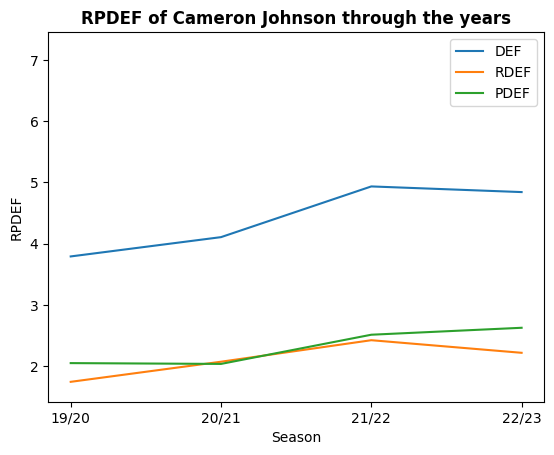 RPDEF of Cameron Johnson through the years
DEF
RDEF
PDEF
7
6
5
4
3
2
RPDEF
19/20
20/21
21/22
22/23
Season